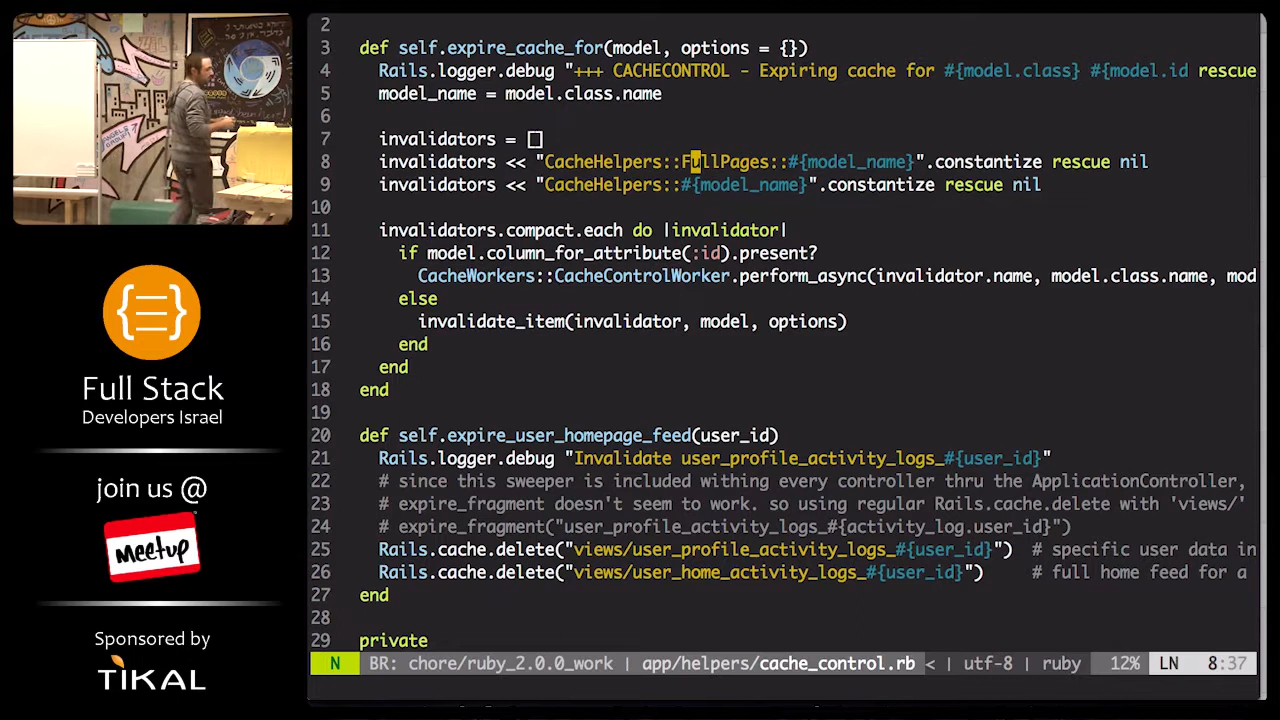 2
3 def self.expire_cache_for(model, options = {})
4 Rails.logger.debug "+++ CACHECONTROL - Expiring cache for #{model.class} #{model.id rescue
5 model_name = model.class.name
6
7 invalidators = []
8 invalidators << "CacheHelpers::FullPages::#{model_name}".constantize rescue nil
9 invalidators << "CacheHelpers::#{model_name}".constantize rescue nil
10
11 invalidators.compact.each do |invalidator|
12 if model.column_for_attribute(:id).present?
13 CacheWorkers::CacheControlWorker.perform_async(invalidator.name, model.class.name, mod
14 else
15 invalidate_item(invalidator, model, options)
16 end
17 end
18 end
19
20 def self.expire_user_homepage_feed(user_id)
21 Rails.logger.debug "Invalidate user_profile_activity_logs_#{user_id}"
22 # since this sweeper is included withing every controller thru the ApplicationController,
23 # expire_fragment doesn't seem to work. so using regular Rails.cache.delete with 'views/'
24 # expire_fragment("user_profile_activity_logs_#{activity_log.user_id}")
25 Rails.cache.delete("views/user_profile_activity_logs_#{user_id}") # specific user data in
26 Rails.cache.delete("views/user_home_activity_logs_#{user_id}") # full home feed for a
27 end
28
29 private
N BR: chore/ruby_2.0.0_work | app/helpers/cache_control.rb < | utf-8 | ruby 12% LN 8:37
{☰}
Full Stack
Developers Israel
join us @
meetup
Sponsored by
TIKAL